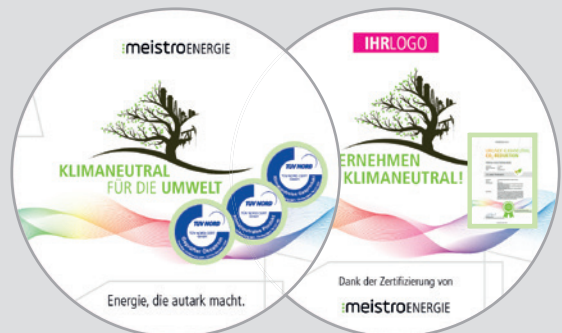 meistroENERGIE
KLIMANEUTRAL
FÜR DIE UMWELT
TÜV NORD
TÜV NORD
TÜV NORD
Energie, die autark macht.
IHRLOGO
ERNEHMEN
KLIMANEUTRAL!
Dank der Zertifizierung von
meistroENERGIE